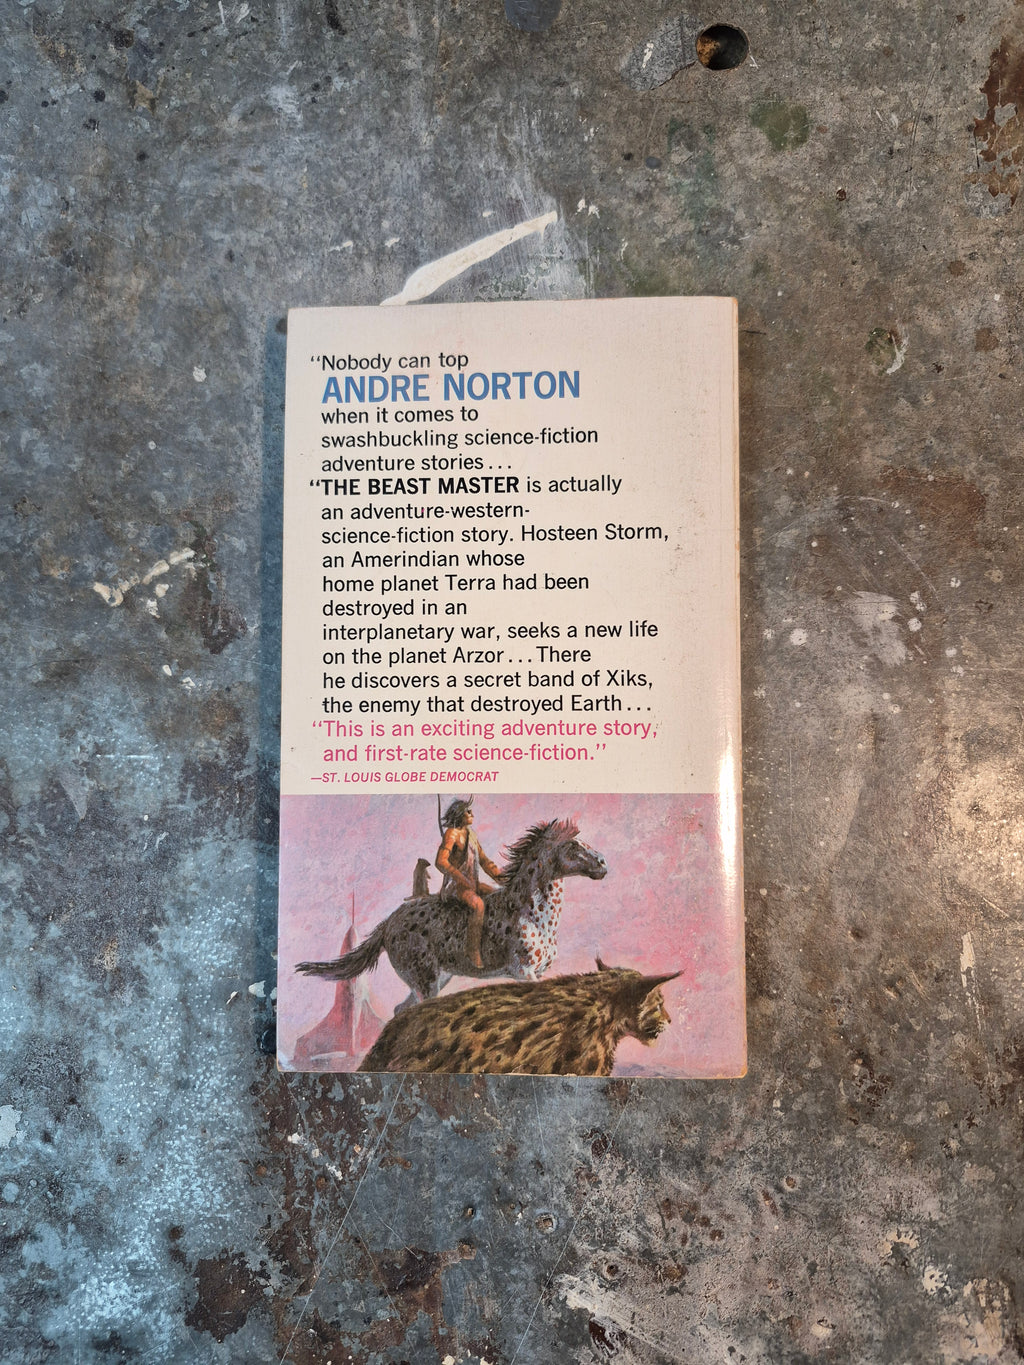 “Nobody can top
ANDRE NORTON
when it comes to
swashbuckling science-fiction
adventure stories...
“THE BEAST MASTER is actually
an adventure-western-
science-fiction story. Hosteen Storm,
an Amerindian whose
home planet Terra had been
destroyed in an
interplanetary war, seeks a new life
on the planet Arzor...There
he discovers a secret band of Xiks,
the enemy that destroyed Earth...
“This is an exciting adventure story,
and first-rate science-fiction.”
—ST. LOUIS GLOBE DEMOCRAT